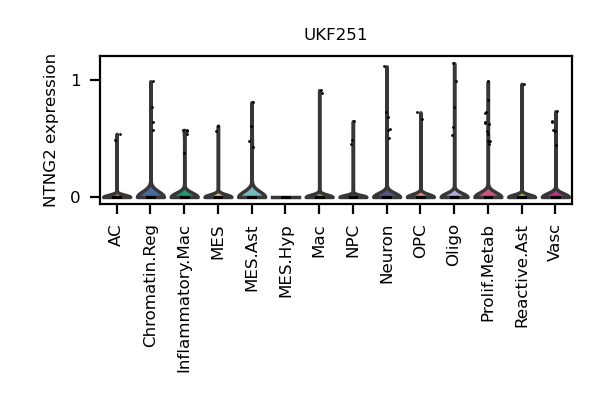 UKF251
NTNG2 expression
1
0
AC
Chromatin.Reg
Inflammatory.Mac
MES
MES.Ast
MES.Hyp
Mac
NPC
Neuron
OPC
Oligo
Prolif.Metab
Reactive.Ast
Vasc